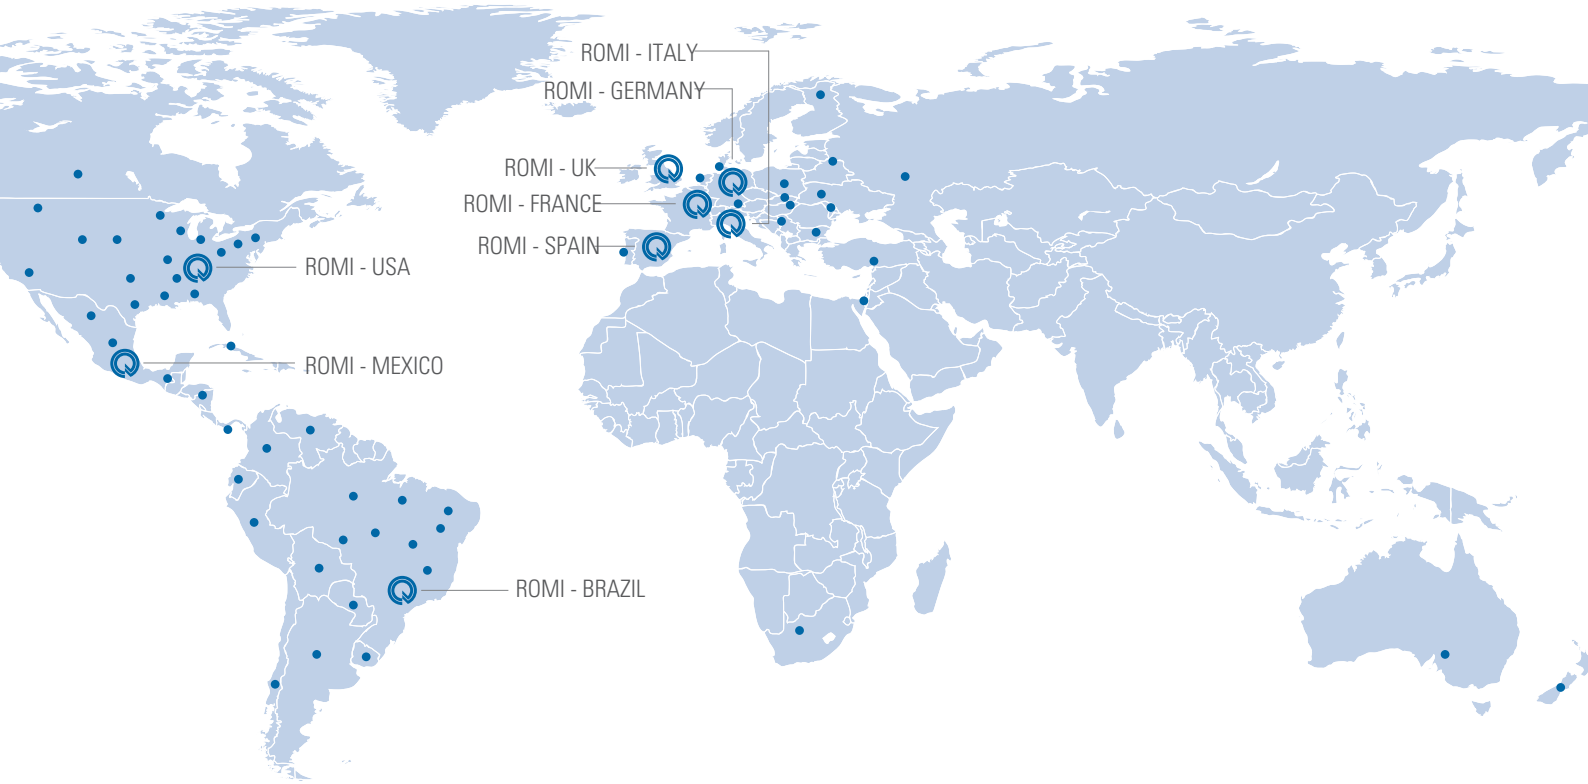 ROMI - ITALY
ROMI - GERMANY
ROMI - UK
ROMI - FRANCE
ROMI - SPAIN
ROMI - USA
ROMI - MEXICO
ROMI - BRAZIL